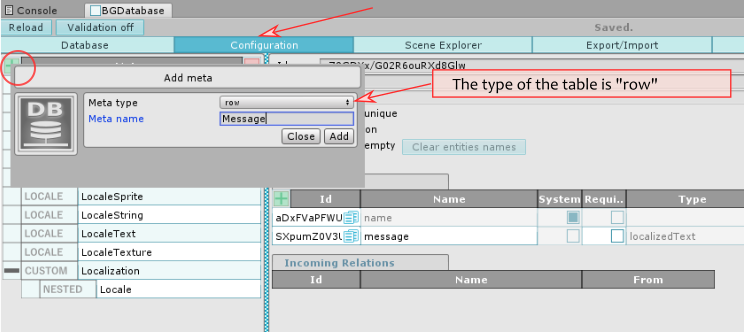 Console
BGDatabase
Reload
Validation off
Saved.
Database
Configuration
Scene Explorer
Export/Import
Add meta
The type of the table is "row"
DB
Meta type
row
Meta name
Message
Close
Add
unique
empty
Clear entities names
LOCALE LocaleSprite
LOCALE LocaleString
LOCALE LocaleText
LOCALE LocaleTexture
CUSTOM Localization
NESTED Locale
Id Name System Requi.. Type
aDxFVaPFWU name
SXpumZ0V3U message localizedText
Incoming Relations
Id Name From